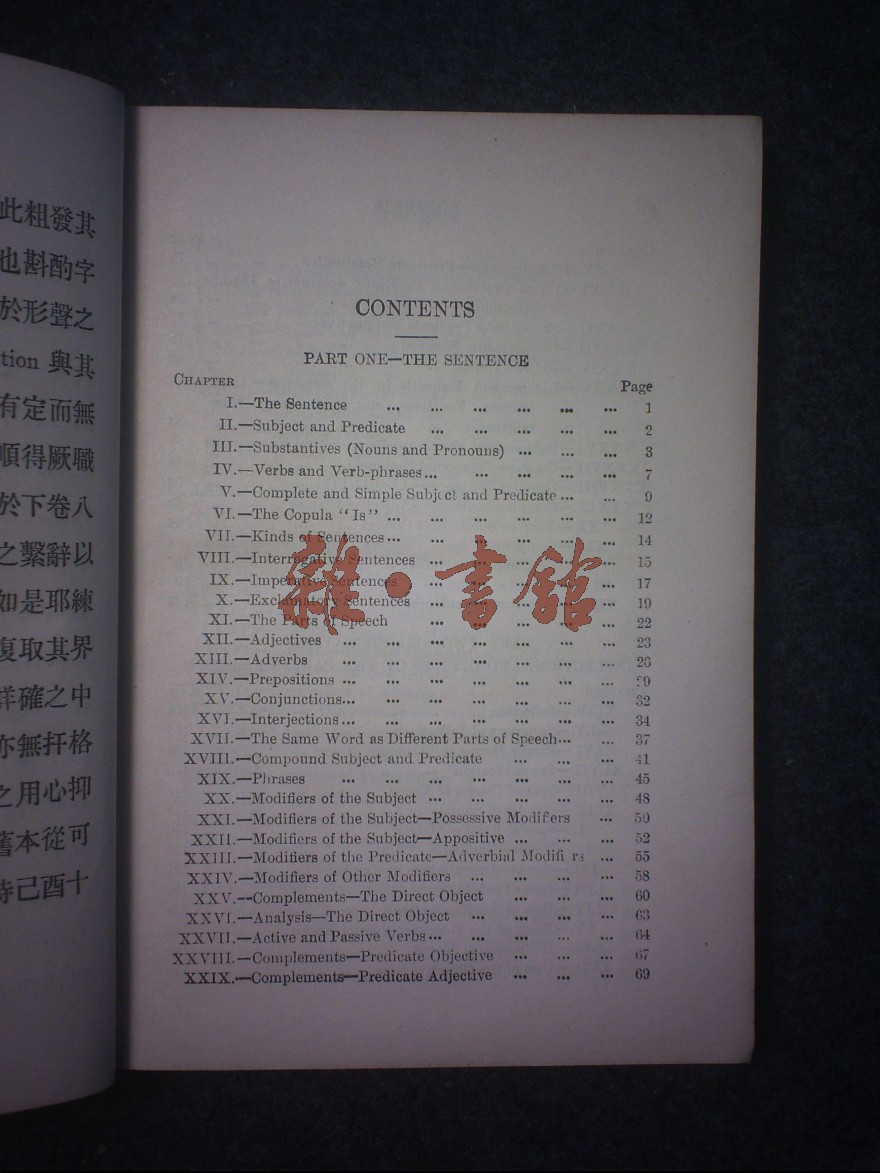 此粗發其
也斟酌字
於形聲之
tion 與其
有定而無
順得厥職
於下卷八
之繫辭以
如是耶練
復取其界
詳確之中
亦無扞格
之用心抑
舊本從可
時己酉十
CONTENTS
PART ONE—THE SENTENCE
CHAPTER Page
I.—The Sentence ... ... ... ... ... ... 1
II.—Subject and Predicate ... ... ... ... ... 2
III.—Substantives (Nouns and Pronouns) ... ... ... 3
IV.—Verbs and Verb-phrases... ... ... ... ... 7
V.—Complete and Simple Subject and Predicate ... ... 9
VI.—The Copula "Is" ... ... ... ... ... ... 12
VII.—Kinds of Sentences... ... ... ... ... ... 14
VIII.—Interrogative Sentences ... ... ... ... ... 15
IX.—Imperative Sentences ... ... ... ... ... 17
X.—Exclamatory Sentences ... ... ... ... ... 19
XI.—The Parts of Speech ... ... ... ... ... 22
XII.—Adjectives ... ... ... ... ... ... ... 23
XIII.—Adverbs ... ... ... ... ... ... ... 26
XIV.—Prepositions ... ... ... ... ... ... ... 29
XV.—Conjunctions... ... ... ... ... ... ... 32
XVI.—Interjections... ... ... ... ... ... ... 34
XVII.—The Same Word as Different Parts of Speech... ... 37
XVIII.—Compound Subject and Predicate ... ... ... 41
XIX.—Phrases ... ... ... ... ... ... ... 45
XX.—Modifiers of the Subject ... ... ... ... ... 48
XXI.—Modifiers of the Subject—Possessive Modifiers ... 50
XXII.—Modifiers of the Subject—Appositive ... ... ... 52
XXIII.—Modifiers of the Predicate—Adverbial Modifiers ... 55
XXIV.—Modifiers of Other Modifiers ... ... ... ... 58
XXV.—Complements—The Direct Object ... ... ... 60
XXVI.—Analysis—The Direct Object ... ... ... ... 63
XXVII.—Active and Passive Verbs... ... ... ... ... 64
XXVIII.—Complements—Predicate Objective ... ... ... 67
XXIX.—Complements—Predicate Adjective ... ... ... 69
雜·書館